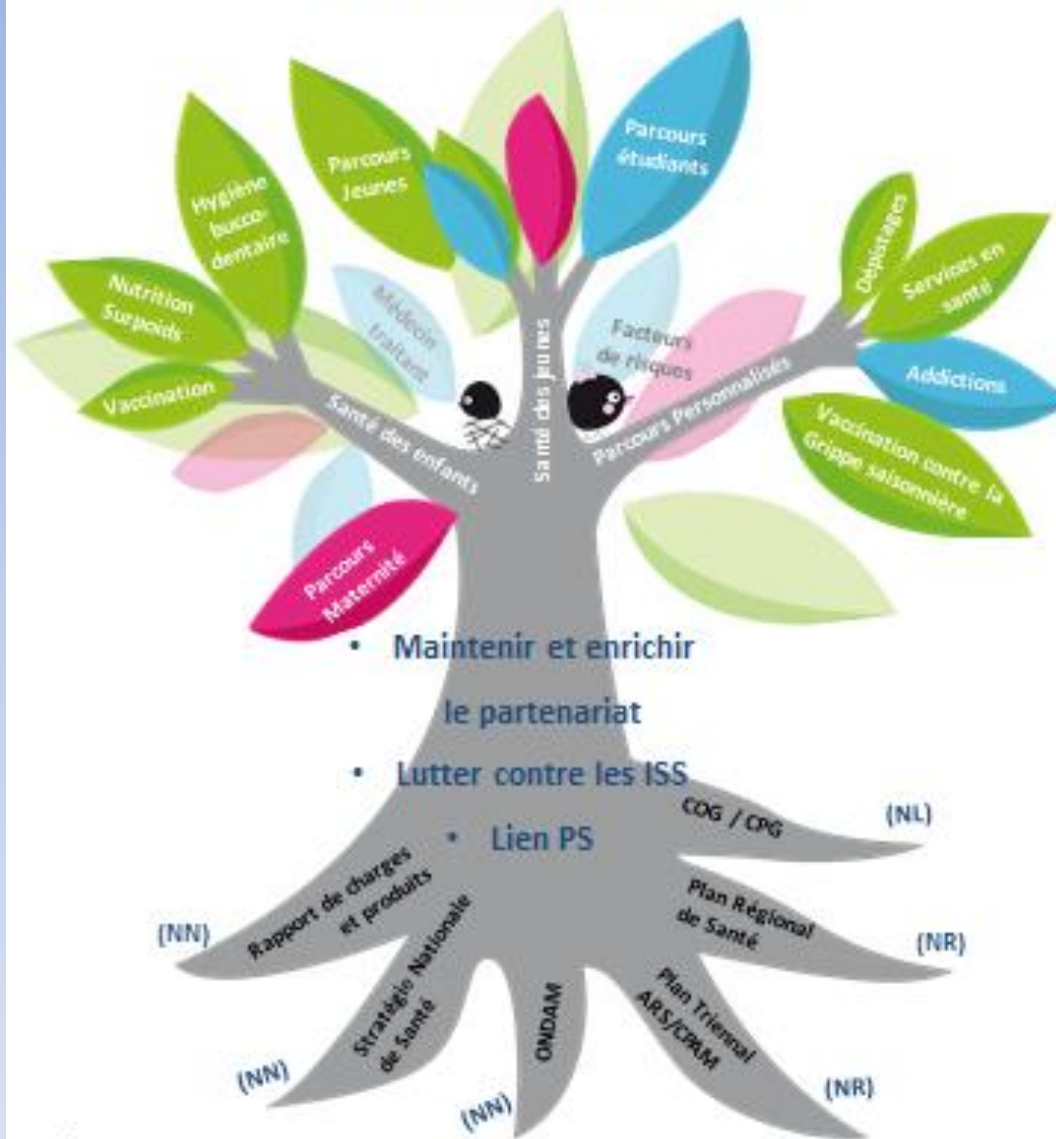 Parcours
étudiants
Parcours
Jeunes
Hygiène
bucco-
dentaire
Dépistages
Services en
santé
Nutrition
Surpoids
Médecin
traitant
Facteurs
de risques
Addictions
Vaccination
Santé des enfants
Santé des jeunes
Parcours Personnalisés
Vaccination contre la
Grippe saisonnière
Parcours
Maternité
• Maintenir et enrichir
le partenariat
• Lutter contre les ISS
• Lien PS
COG / CPG
(NL)
Rapport de charges
et produits
(NN)
Plan Régional
de Santé
(NR)
Stratégie Nationale
de Santé
(NN)
ONDAM
(NN)
Plan Triennal
ARS/CPAM
(NR)